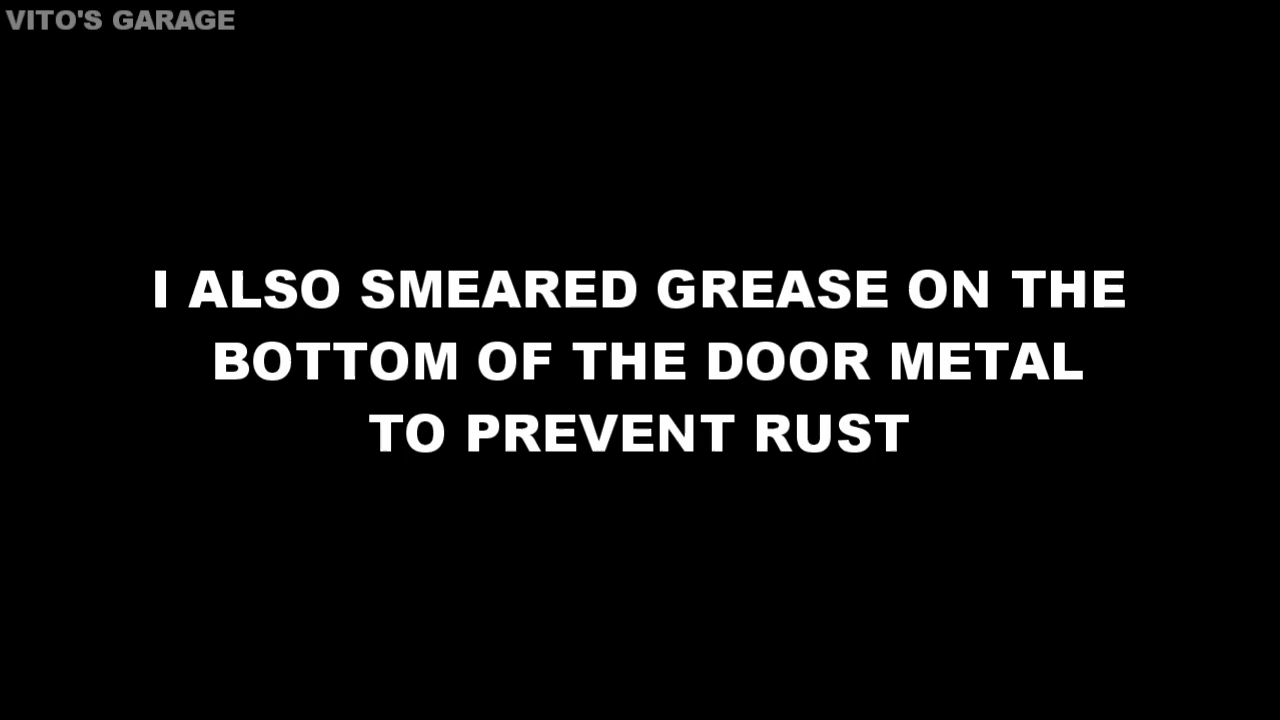 VITO'S GARAGE
I ALSO SMEARED GREASE ON THE
BOTTOM OF THE DOOR METAL
TO PREVENT RUST